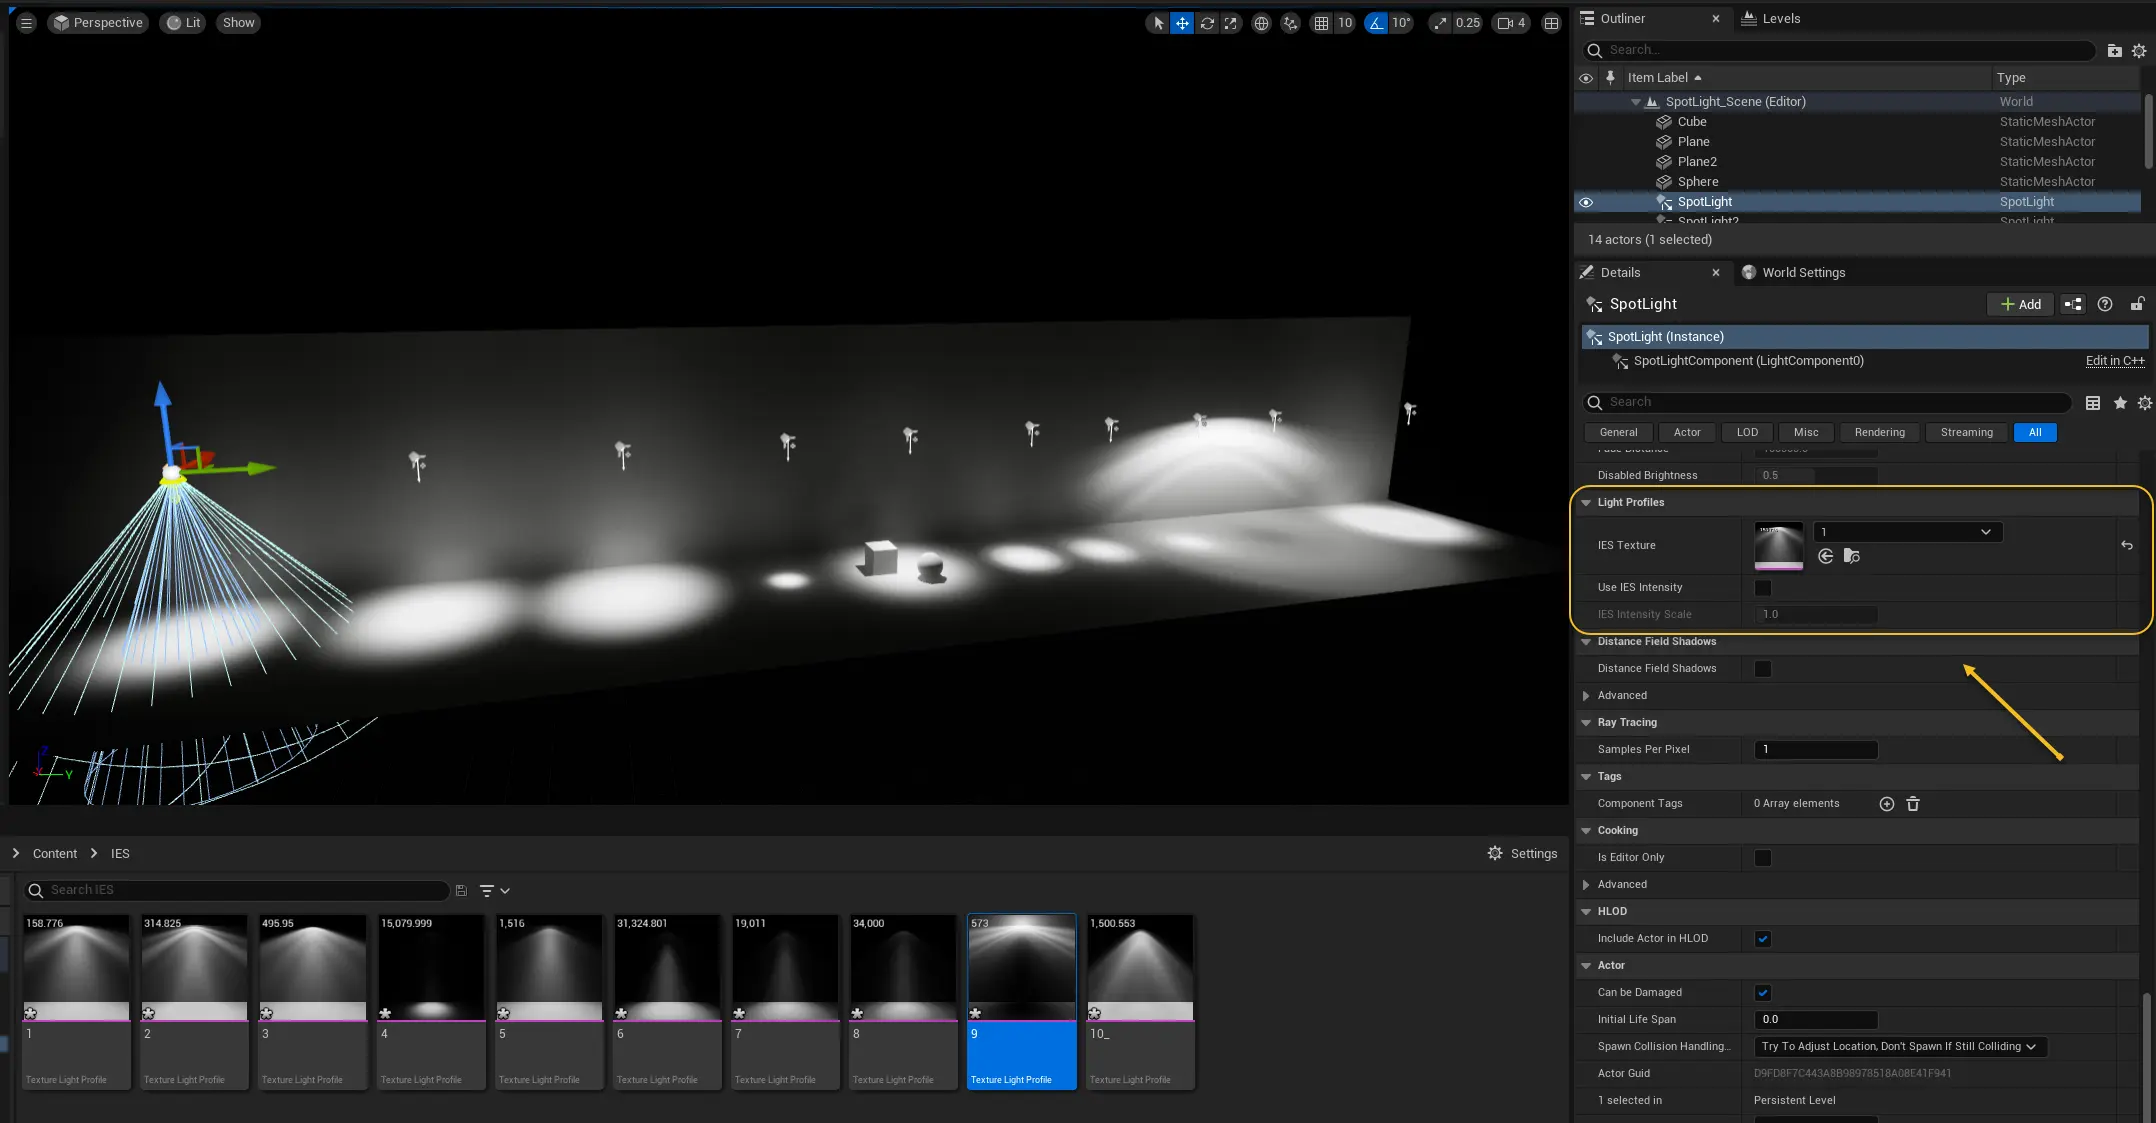 Perspective Lit Show
10 10° 0.25 4
Outliner Levels
Search...
Item Label Type
SpotLight_Scene (Editor) World
Cube StaticMeshActor
Plane StaticMeshActor
Plane2 StaticMeshActor
Sphere StaticMeshActor
SpotLight SpotLight
SpotLight2 SpotLight
14 actors (1 selected)
Details World Settings
SpotLight Add
SpotLight (Instance)
SpotLightComponent (LightComponent0) Edit in C++
Search
General Actor LOD Misc Rendering Streaming All
Disabled Brightness 0.5
Light Profiles
1
IES Texture
Use IES Intensity
IES Intensity Scale 1.0
Distance Field Shadows
Distance Field Shadows
Advanced
Ray Tracing
Samples Per Pixel 1
Tags
Component Tags 0 Array elements
Cooking
Is Editor Only
Advanced
HLOD
Include Actor in HLOD
Actor
Can be Damaged
Initial Life Span 0.0
Spawn Collision Handling... Try To Adjust Location, Don't Spawn If Still Colliding
Actor Guid D9FD8F7C443A8B98978518A08E41F941
1 selected in Persistent Level
Z
X Y
Content IES Settings
Search IES
158.776 314.825 495.95 15,079.999 1,516 31,324.801 19,011 34,000 573 1,500.553
1 2 3 4 5 6 7 8 9 10_
Texture Light Profile Texture Light Profile Texture Light Profile Texture Light Profile Texture Light Profile Texture Light Profile Texture Light Profile Texture Light Profile Texture Light Profile Texture Light Profile